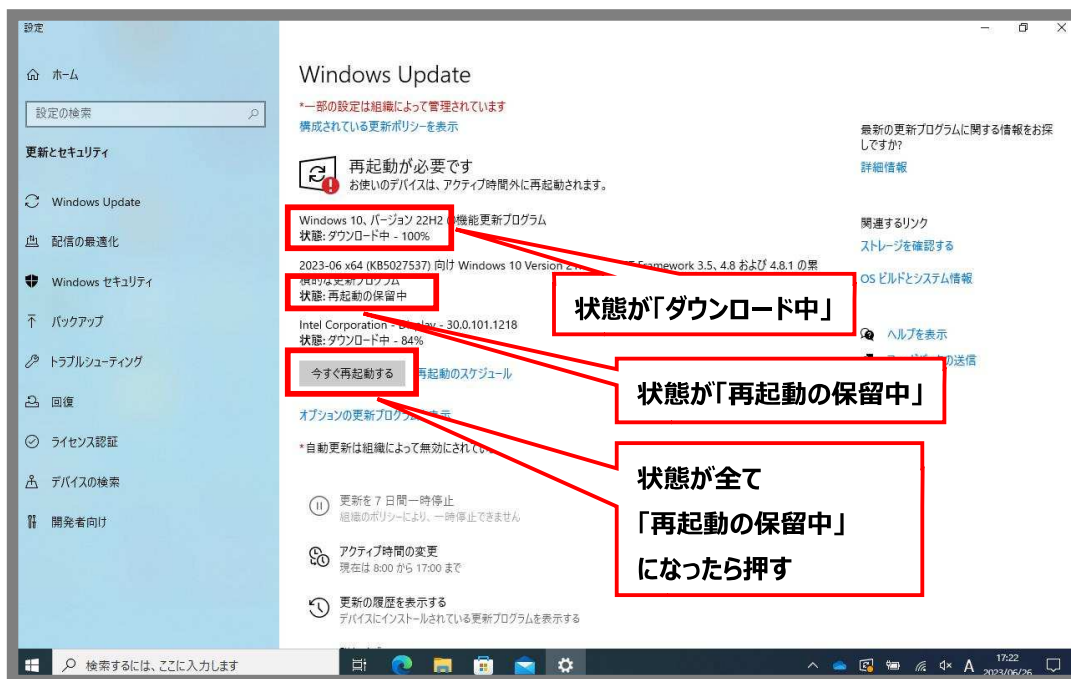 設定
ホーム
設定の検索
更新とセキュリティ
Windows Update
配信の最適化
Windows セキュリティ
バックアップ
トラブルシューティング
回復
ライセンス認証
デバイスの検索
開発者向け
Windows Update
*一部の設定は組織によって管理されています
構成されている更新ポリシーを表示
再起動が必要です
お使いのデバイスは、アクティブ時間外に再起動されます。
Windows 10、バージョン 22H2 の機能更新プログラム
状態: ダウンロード中 - 100%
2023-06 x64 (KB5027537) 向け Windows 10 Version Framework 3.5、4.8 および 4.8.1 の累
積的な更新プログラム
状態: 再起動の保留中
Intel Corporation - Display - 30.0.101.1218
状態: ダウンロード中 - 84%
今すぐ再起動する
再起動のスケジュール
オプションの更新プログラムを表示
*自動更新は組織によって無効にされて
更新を 7 日間一時停止
組織のポリシーにより、一時停止できません
アクティブ時間の変更
現在は 8:00 から 17:00 まで
更新の履歴を表示する
デバイスにインストールされている更新プログラムを表示する
最新の更新プログラムに関する情報をお探
しですか?
詳細情報
関連するリンク
ストレージを確認する
OS ビルドとシステム情報
ヘルプを表示
の送信
状態が「ダウンロード中」
状態が「再起動の保留中」
状態が全て
「再起動の保留中」
になったら押す
検索するには、ここに入力します
A
17:22
2023/06/26